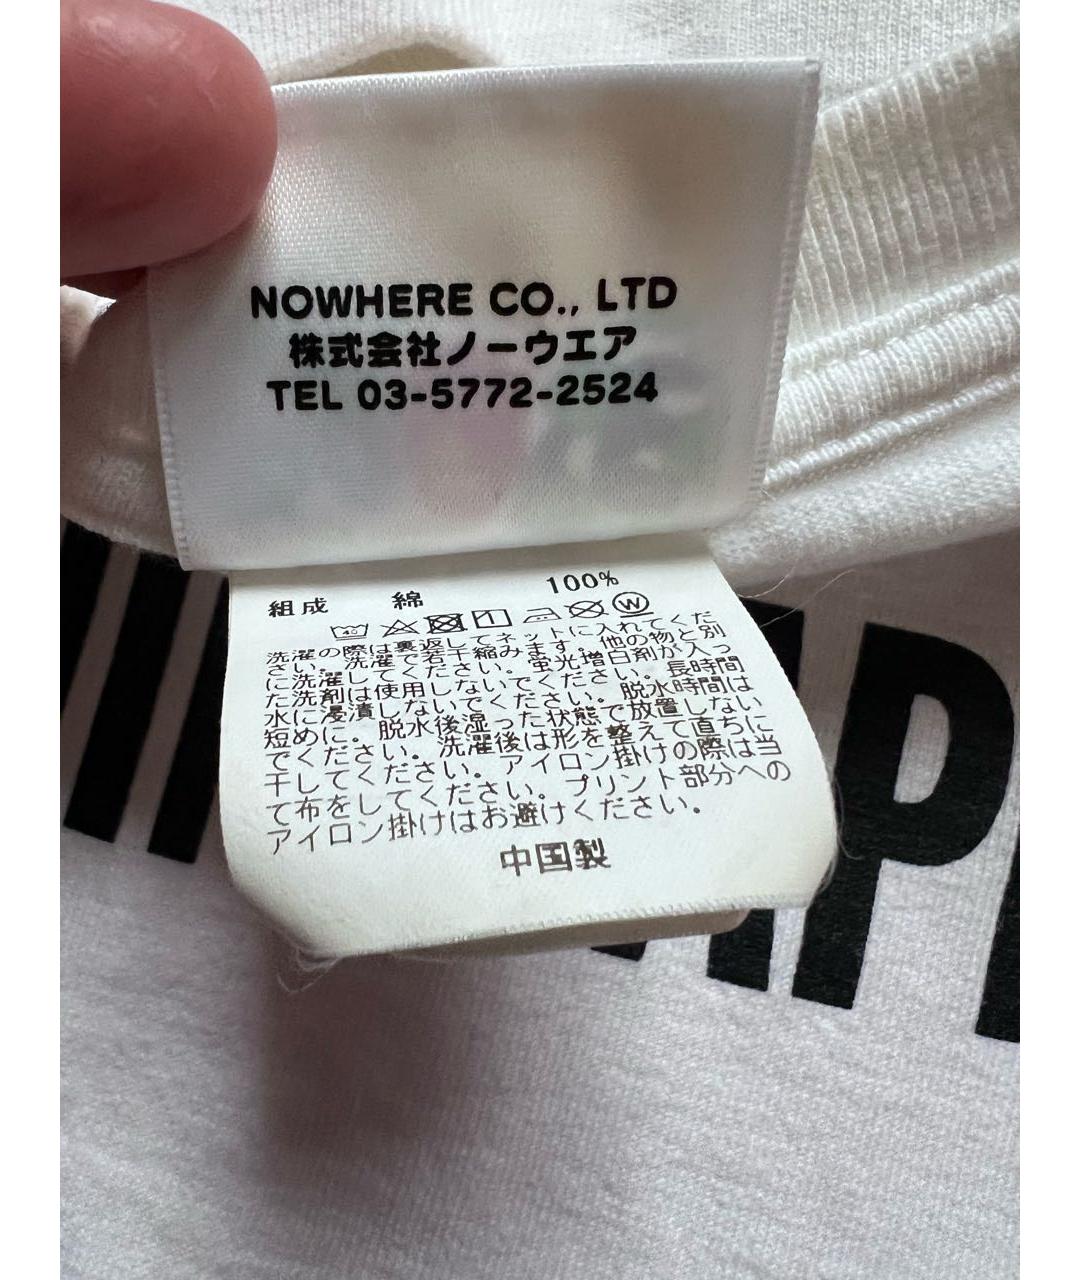 NOWHERE CO., LTD
株式会社ノーウエア
TEL 03-5772-2524
組成 綿 100%
40 W
洗濯の際は裏返してネットに入れてくだ
さい。洗濯で若干縮みます。他の物と別
に洗濯してください。蛍光増白剤が入っ
た洗剤は使用しないでください。長時間
水に浸漬しないでください。脱水時間は
短めに。脱水後湿った状態で放置しない
でください。洗濯後は形を整えて直ちに
干してください。アイロン掛けの際は当
て布をしてください。プリント部分への
アイロン掛けはお避けください。
中国製